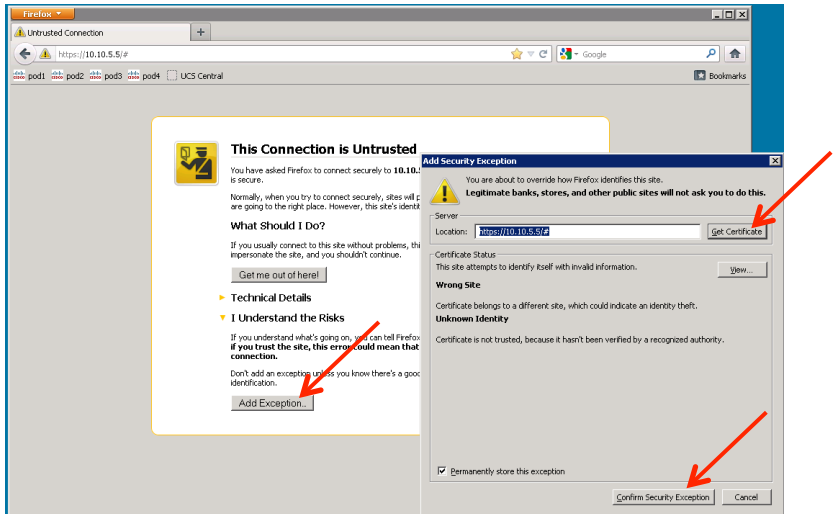 Firefox
Untrusted Connection
https://10.10.5.5/#
Google
pod1 pod2 pod3 pod4 UCS Central
Bookmarks
This Connection is Untrusted
You have asked Firefox to connect securely to 10.10.
is secure.
Normally, when you try to connect securely, sites will p
are going to the right place. However, this site's identit
What Should I Do?
If you usually connect to this site without problems, thi
impersonate the site, and you shouldn't continue.
Get me out of here!
Technical Details
I Understand the Risks
If you understand what's going on, you can tell Firefox
if you trust the site, this error could mean that
connection.
Don't add an exception unless you know there's a good
identification.
Add Exception...
Add Security Exception
You are about to override how Firefox identifies this site.
Legitimate banks, stores, and other public sites will not ask you to do this.
Server
Location: https://10.10.5.5/#
Get Certificate
Certificate Status
This site attempts to identify itself with invalid information.
View...
Wrong Site
Certificate belongs to a different site, which could indicate an identity theft.
Unknown Identity
Certificate is not trusted, because it hasn't been verified by a recognized authority.
Permanently store this exception
Confirm Security Exception
Cancel